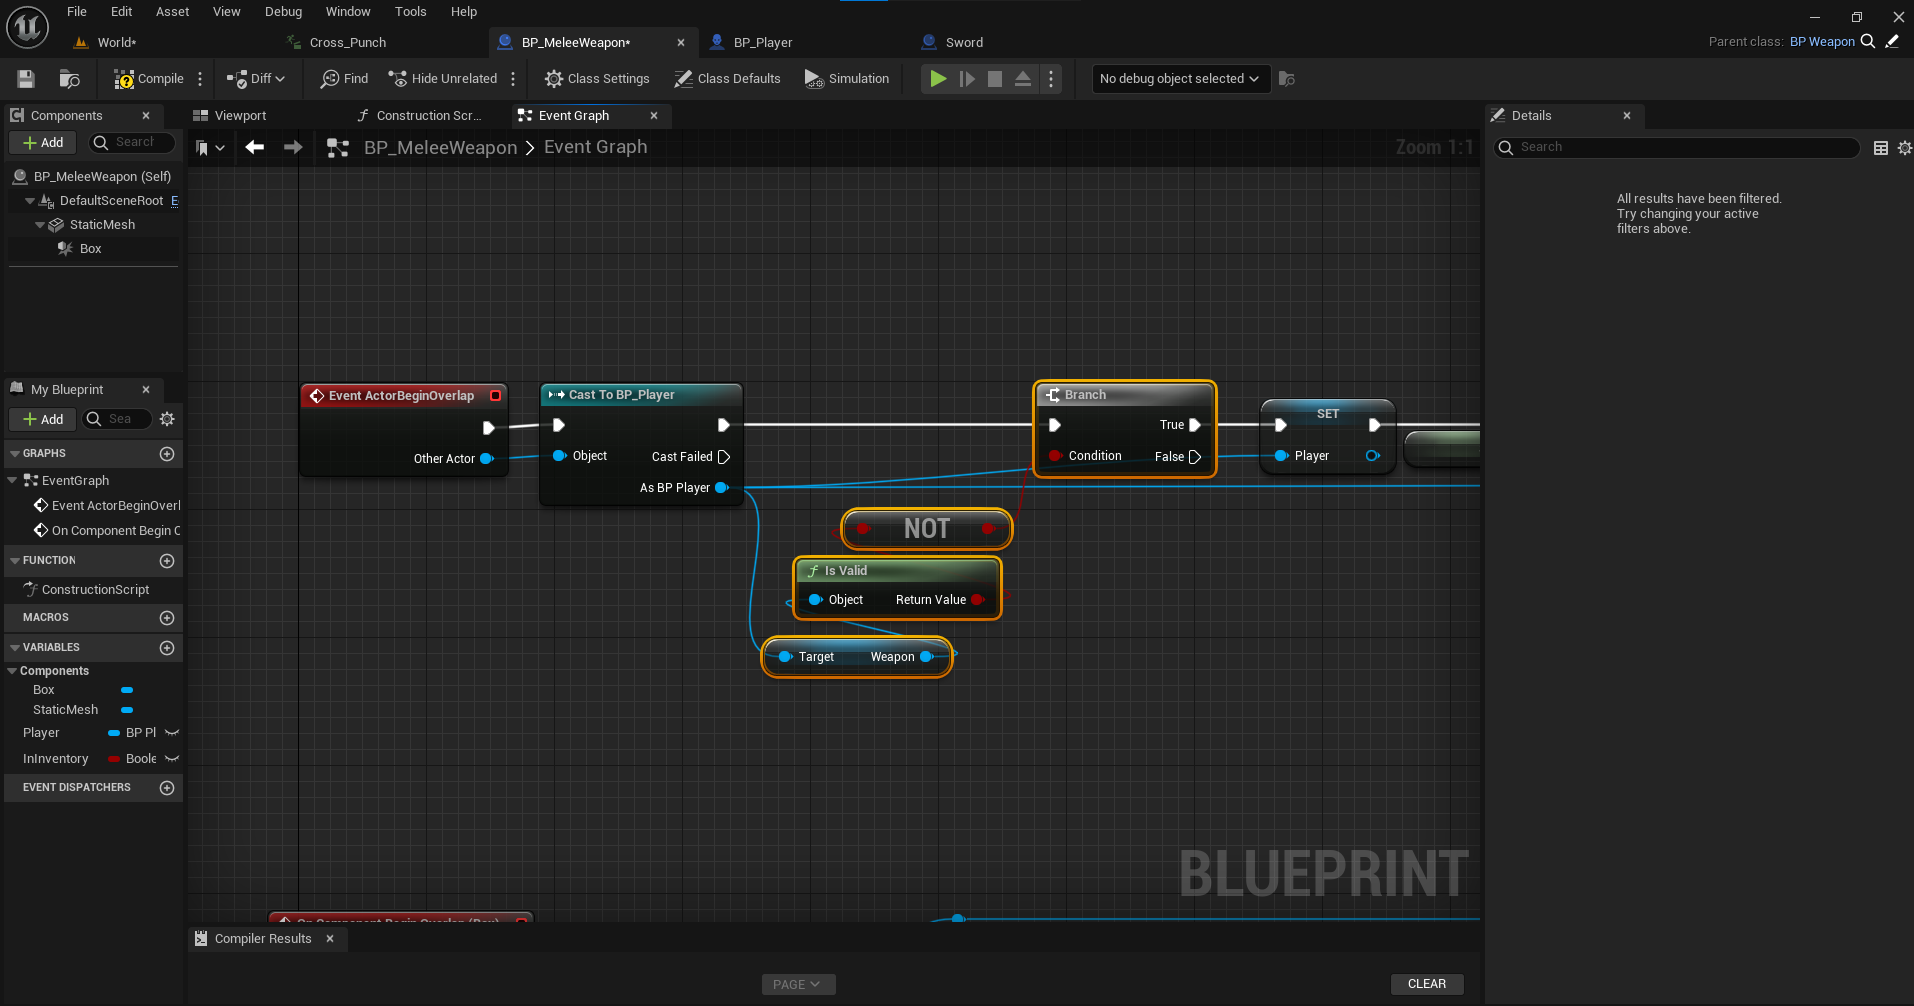 File Edit Asset View Debug Window Tools Help
World* Cross_Punch BP_MeleeWeapon* BP_Player Sword Parent class: BP Weapon
Compile Diff Find Hide Unrelated Class Settings Class Defaults Simulation No debug object selected
Components Viewport Construction Scr... Event Graph Details
Add Search BP_MeleeWeapon Event Graph Zoom 1:1 Search
BP_MeleeWeapon (Self)
DefaultSceneRoot E
StaticMesh
Box
All results have been filtered.
Try changing your active
filters above.
My Blueprint
Add Sea
GRAPHS
EventGraph
Event ActorBeginOverl
On Component Begin O
FUNCTION
ConstructionScript
MACROS
VARIABLES
Components
Box
StaticMesh
Player BP Pl
InInventory Boole
EVENT DISPATCHERS
Event ActorBeginOverlap
Other Actor
Cast To BP_Player
Object Cast Failed
As BP Player
Branch
True
Condition False
SET
Player
NOT
Is Valid
Object Return Value
Target Weapon
BLUEPRINT
On Component Begin Overlap (Box)
Compiler Results
PAGE CLEAR